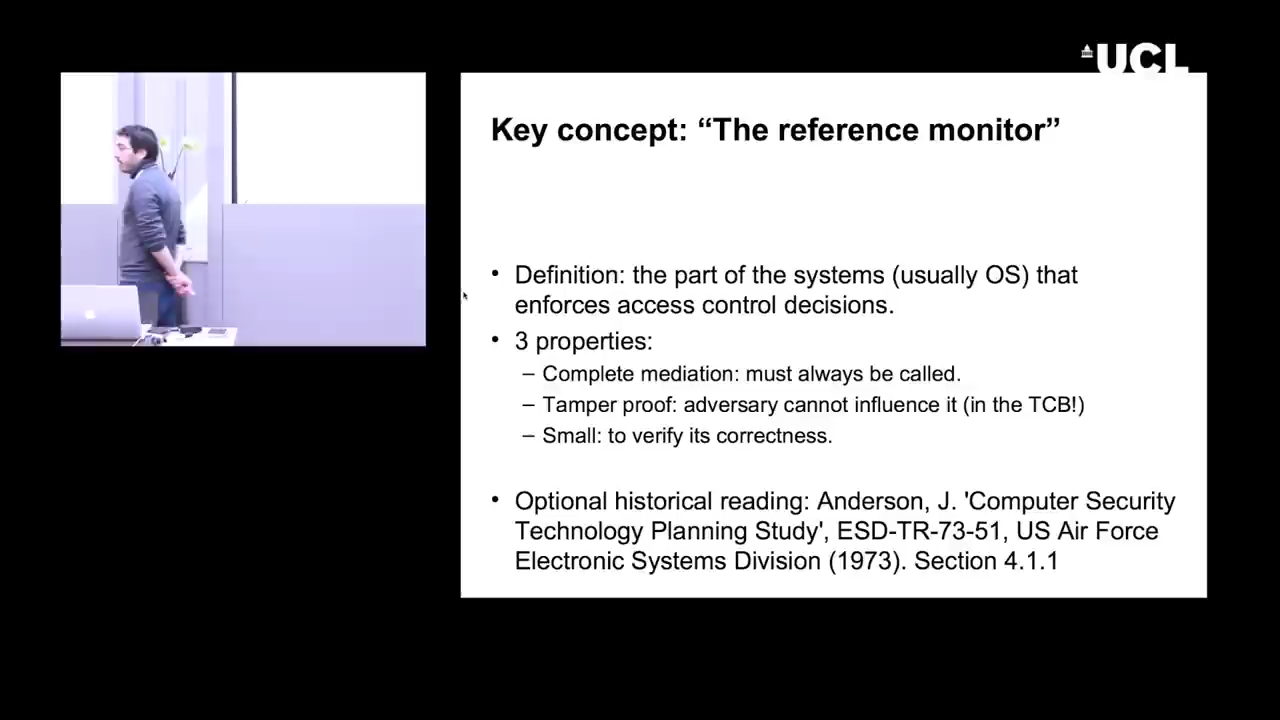 UCL
Key concept: “The reference monitor”
• Definition: the part of the systems (usually OS) that
enforces access control decisions.
• 3 properties:
– Complete mediation: must always be called.
– Tamper proof: adversary cannot influence it (in the TCB!)
– Small: to verify its correctness.
• Optional historical reading: Anderson, J. 'Computer Security
Technology Planning Study', ESD-TR-73-51, US Air Force
Electronic Systems Division (1973). Section 4.1.1